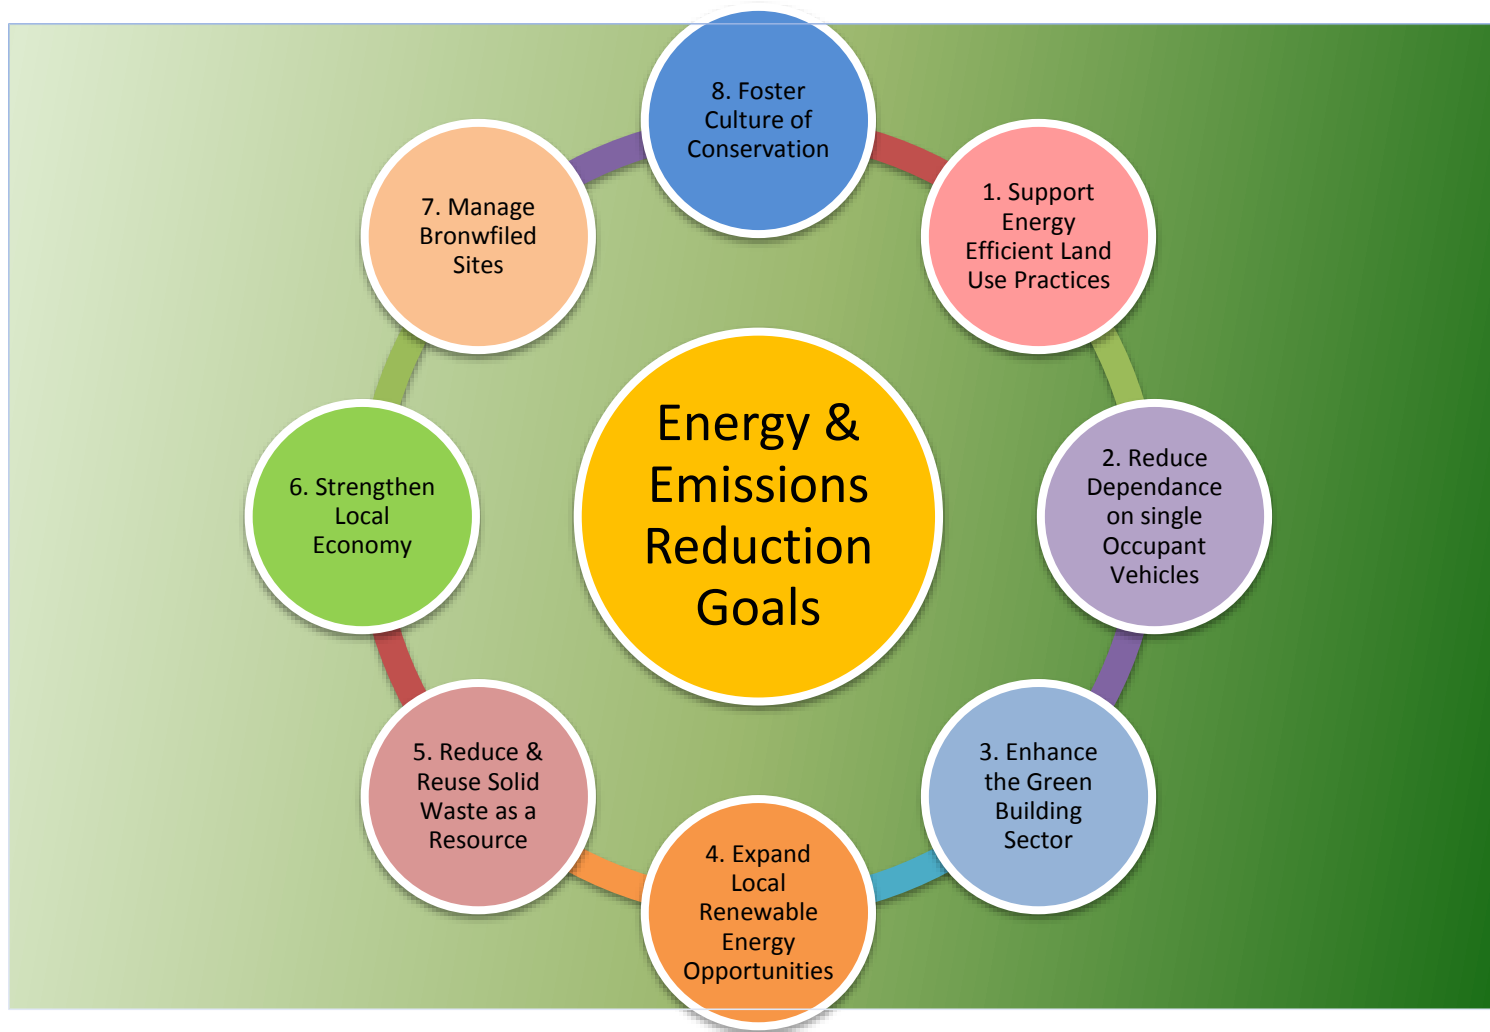 8. Foster
Culture of
Conservation
1. Support
Energy
Efficient Land
Use Practices
2. Reduce
Dependance
on single
Occupant
Vehicles
3. Enhance
the Green
Building
Sector
4. Expand
Local
Renewable
Energy
Opportunities
5. Reduce &
Reuse Solid
Waste as a
Resource
6. Strengthen
Local
Economy
7. Manage
Bronwfiled
Sites
Energy &
Emissions
Reduction
Goals